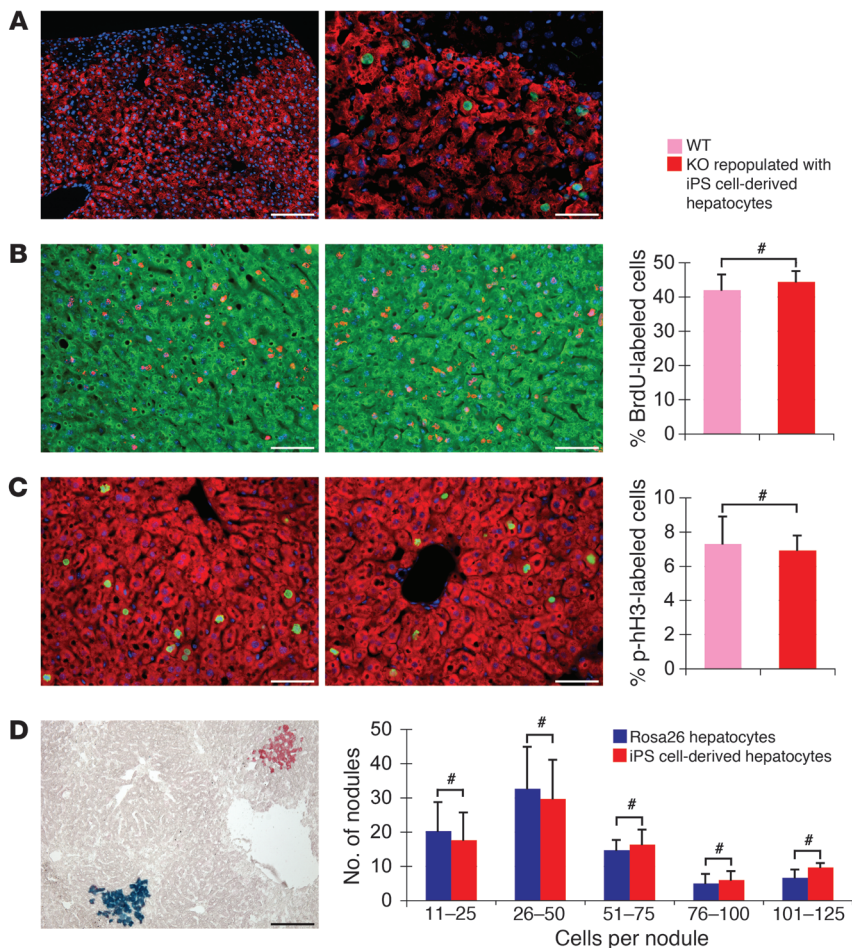 A
WT
KO repopulated with
iPS cell-derived
hepatocytes
B
% BrdU-labeled cells
50
40
30
20
10
0
#
C
% p-hH3-labeled cells
10
8
6
4
2
0
#
D
No. of nodules
50
40
30
20
10
0
Rosa26 hepatocytes
iPS cell-derived hepatocytes
#
#
#
#
#
11–25
26–50
51–75
76–100
101–125
Cells per nodule